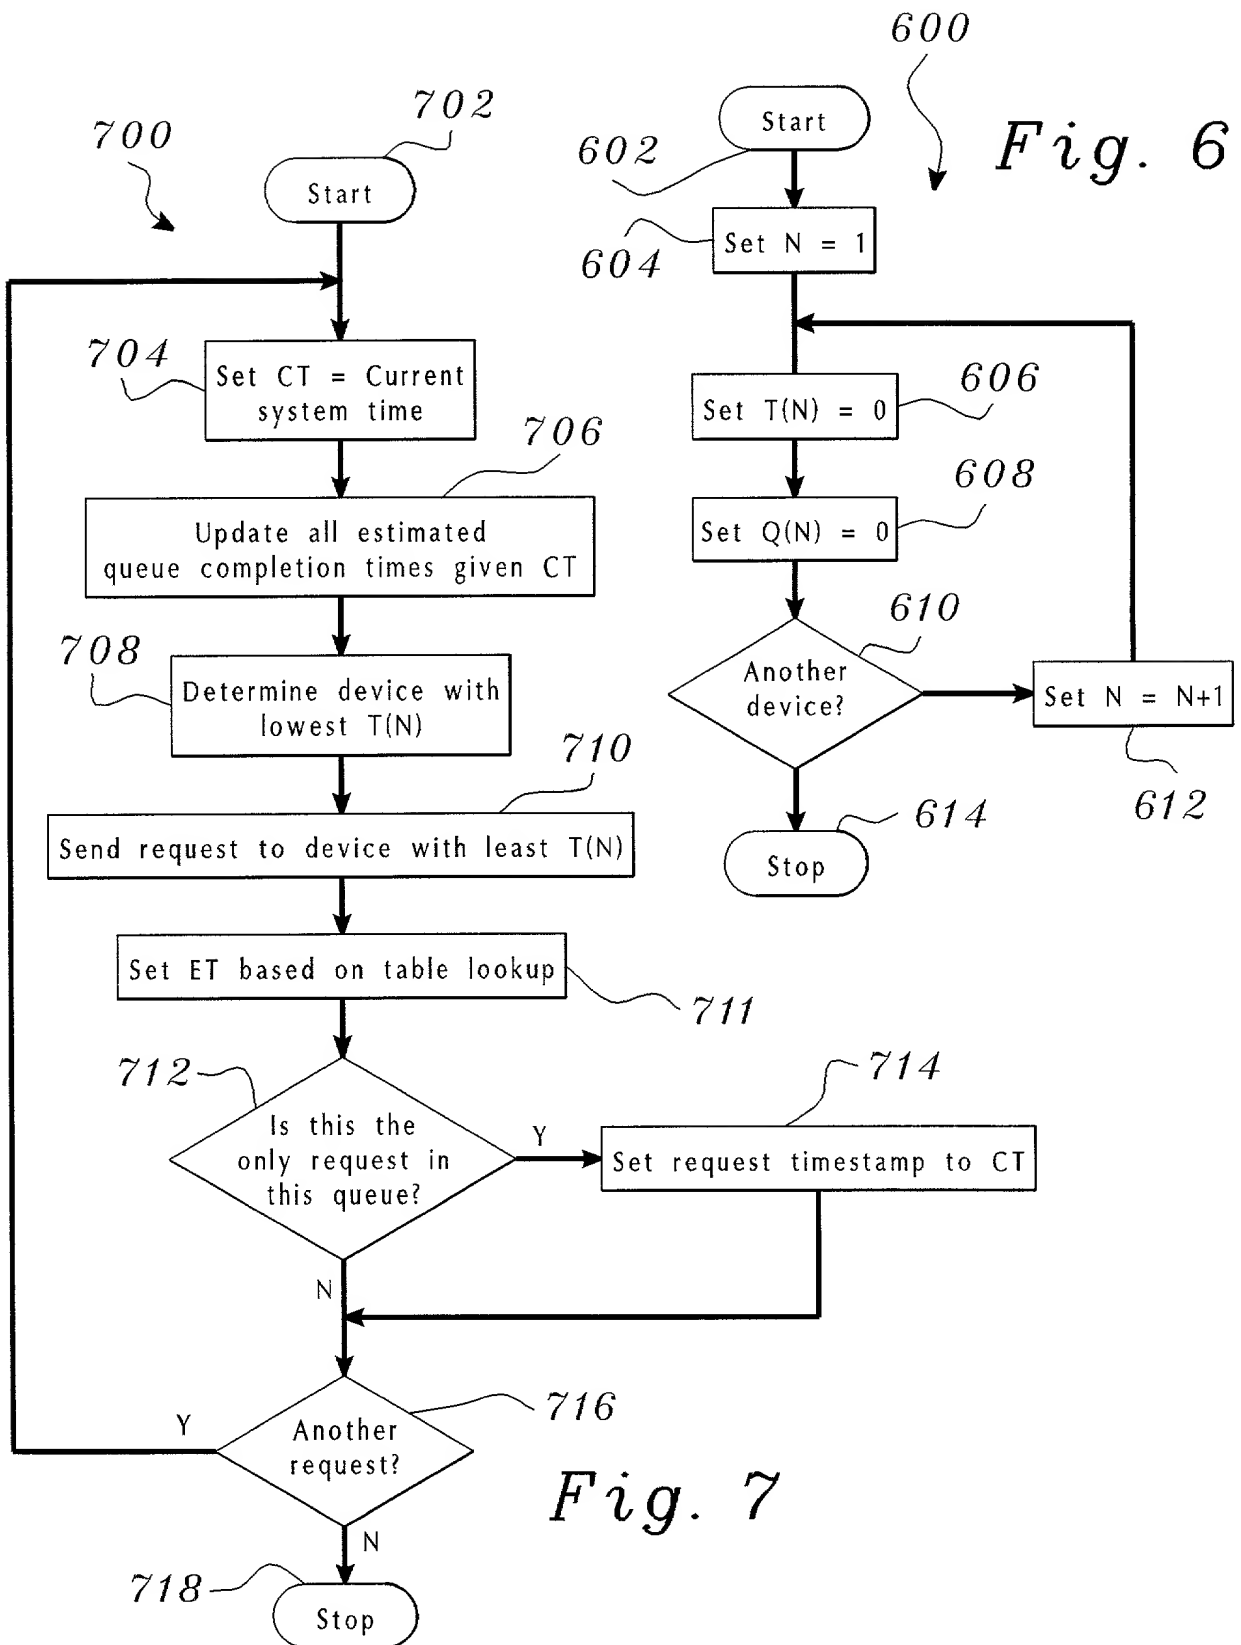 600
Fig. 6
Start
602
Set N = 1
604
Set T(N) = 0
606
Set Q(N) = 0
608
Another
device?
610
Set N = N+1
612
Stop
614
700
702
Start
704
Set CT = Current
system time
706
Update all estimated
queue completion times given CT
708
Determine device with
lowest T(N)
710
Send request to device with least T(N)
Set ET based on table lookup
711
712
Is this the
only request in
this queue?
Y
714
Set request timestamp to CT
N
716
Another
request?
Y
N
718
Stop
Fig. 7